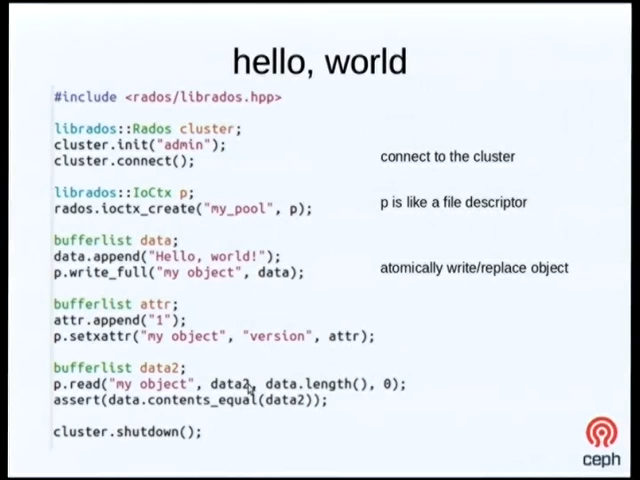 hello, world
#include <rados/librados.hpp>
librados::Rados cluster;
cluster.init("admin");
cluster.connect();
connect to the cluster
librados::IoCtx p;
rados.ioctx_create("my_pool", p);
p is like a file descriptor
bufferlist data;
data.append("Hello, world!");
p.write_full("my object", data);
atomically write/replace object
bufferlist attr;
attr.append("1");
p.setxattr("my object", "version", attr);
bufferlist data2;
p.read("my object", data2, data.length(), 0);
assert(data.contents_equal(data2));
cluster.shutdown();
ceph